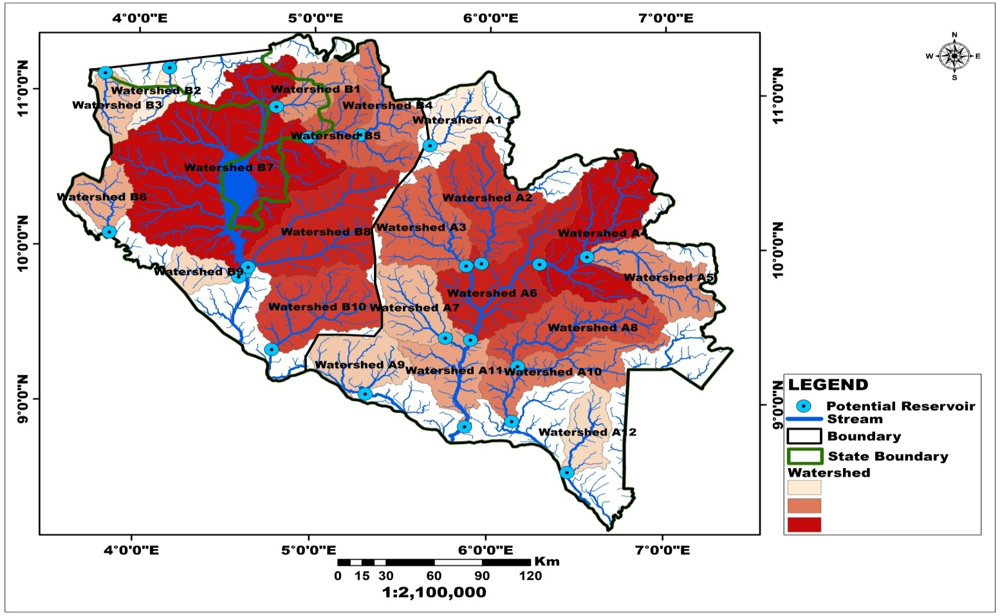 4°0'0"E 5°0'0"E 6°0'0"E 7°0'0"E
N
W E
S
11°0'0"N
11°0'0"N
10°0'0"N
10°0'0"N
9°0'0"N
9°0'0"N
Watershed B2
Watershed B1
Watershed B3
Watershed B4
Watershed A1
Watershed B5
Watershed B7
Watershed B6
Watershed A2
Watershed A3
Watershed B8
Watershed A4
Watershed B9
Watershed A5
Watershed A6
Watershed B10
Watershed A7
Watershed A8
Watershed A9
Watershed A11
Watershed A10
Watershed A12
LEGEND
Potential Reservoir
Stream
Boundary
State Boundary
Watershed
4°0'0"E 5°0'0"E 6°0'0"E 7°0'0"E
Km
0 15 30 60 90 120
1:2,100,000